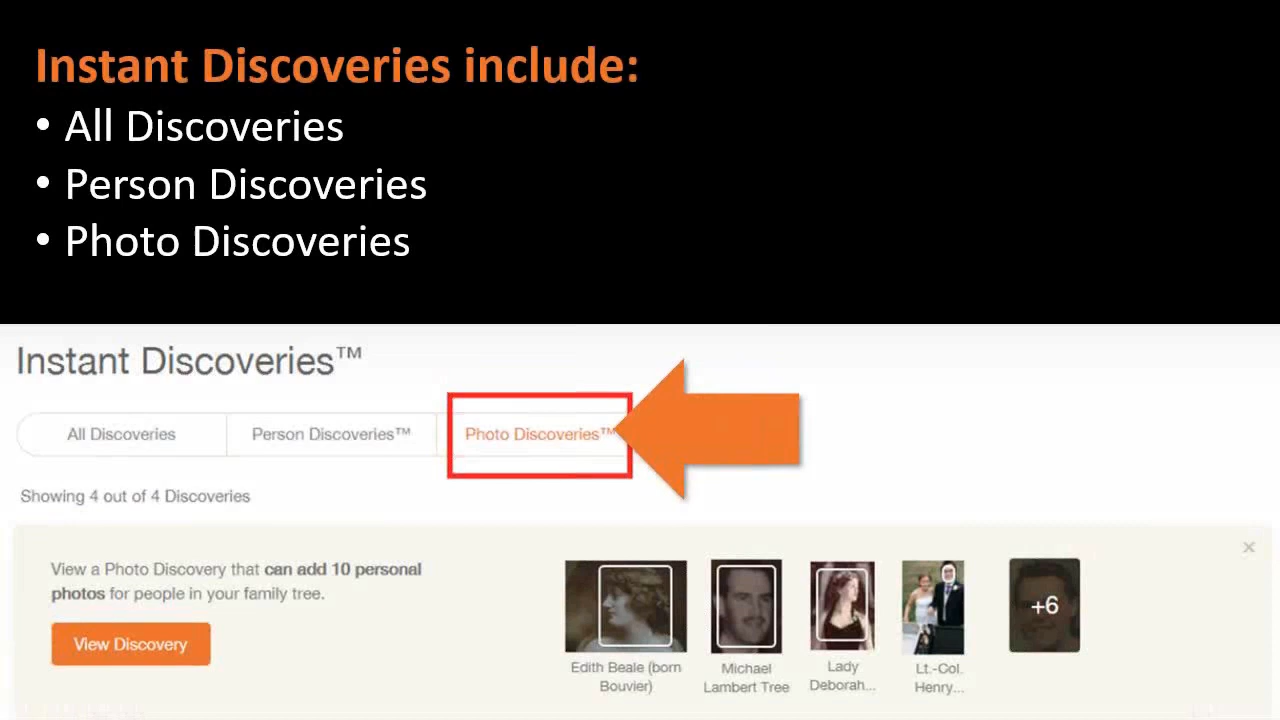 Instant Discoveries include:
• All Discoveries
• Person Discoveries
• Photo Discoveries
Instant Discoveries™
All Discoveries
Person Discoveries™
Photo Discoveries™
Showing 4 out of 4 Discoveries
View a Photo Discovery that can add 10 personal
photos for people in your family tree.
View Discovery
Edith Beale (born
Bouvier)
Michael
Lambert Tree
Lady
Deborah...
Lt.-Col.
Henry...
+6